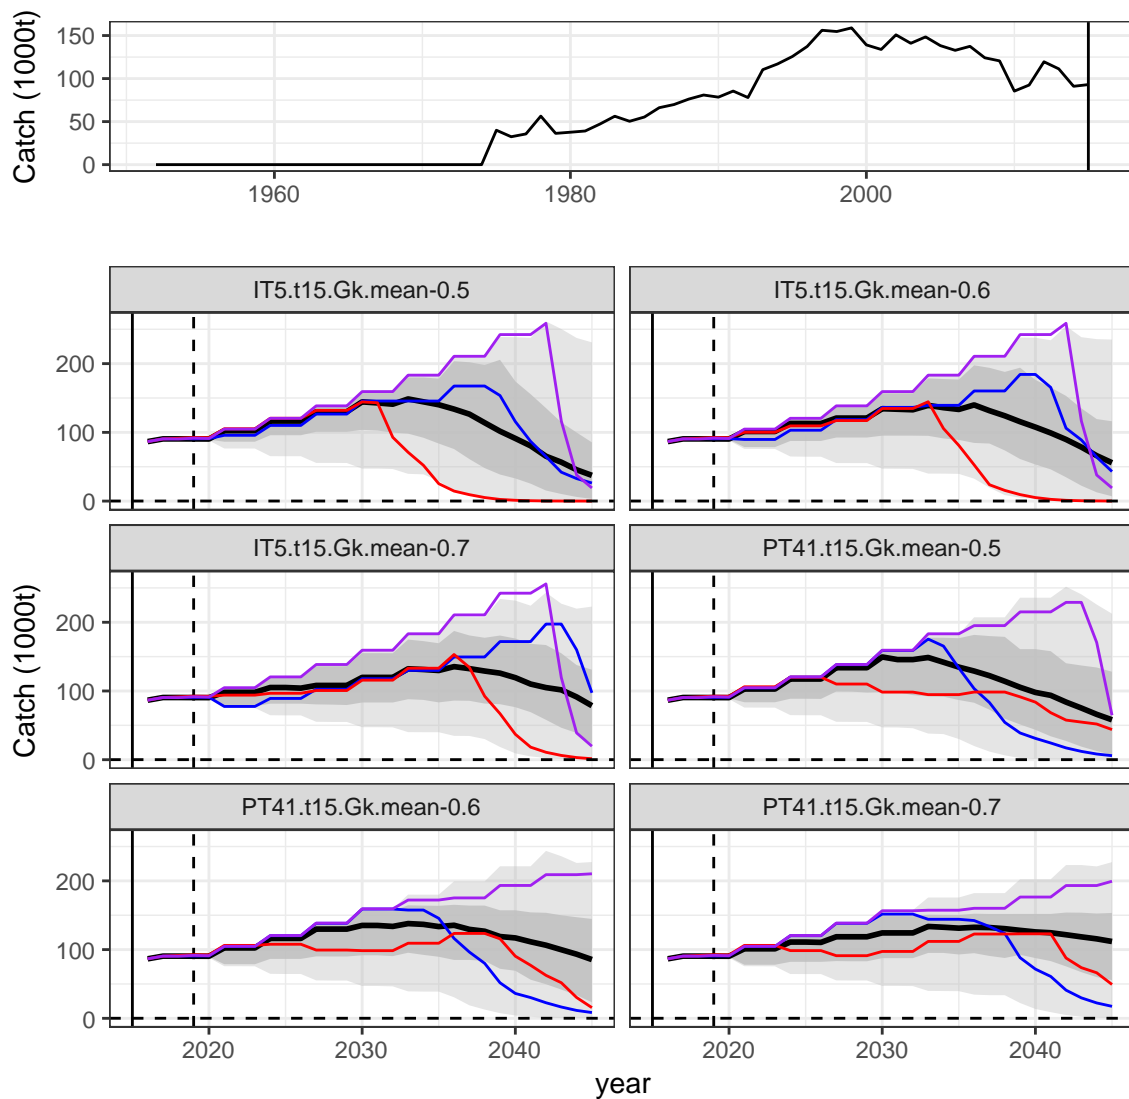 Catch (1000t)
150
100
50
0
1960 1980 2000
IT5.t15.Gk.mean-0.5 IT5.t15.Gk.mean-0.6
200
100
0
IT5.t15.Gk.mean-0.7 PT41.t15.Gk.mean-0.5
Catch (1000t)
200
100
0
PT41.t15.Gk.mean-0.6 PT41.t15.Gk.mean-0.7
200
100
0
2020 2030 2040 2020 2030 2040
year